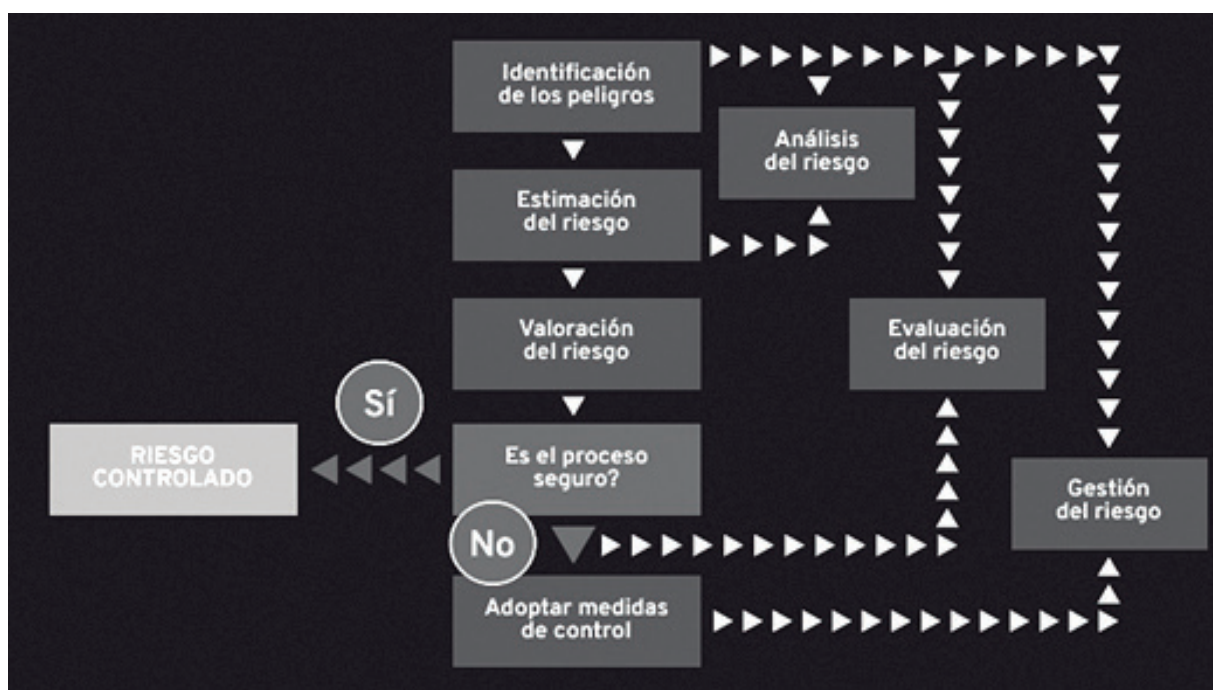 Identificación
de los peligros
Análisis
del riesgo
Estimación
del riesgo
Valoración
del riesgo
Evaluación
del riesgo
Sí
RIESGO
CONTROLADO
Es el proceso
seguro?
Gestión
del riesgo
No
Adoptar medidas
de control